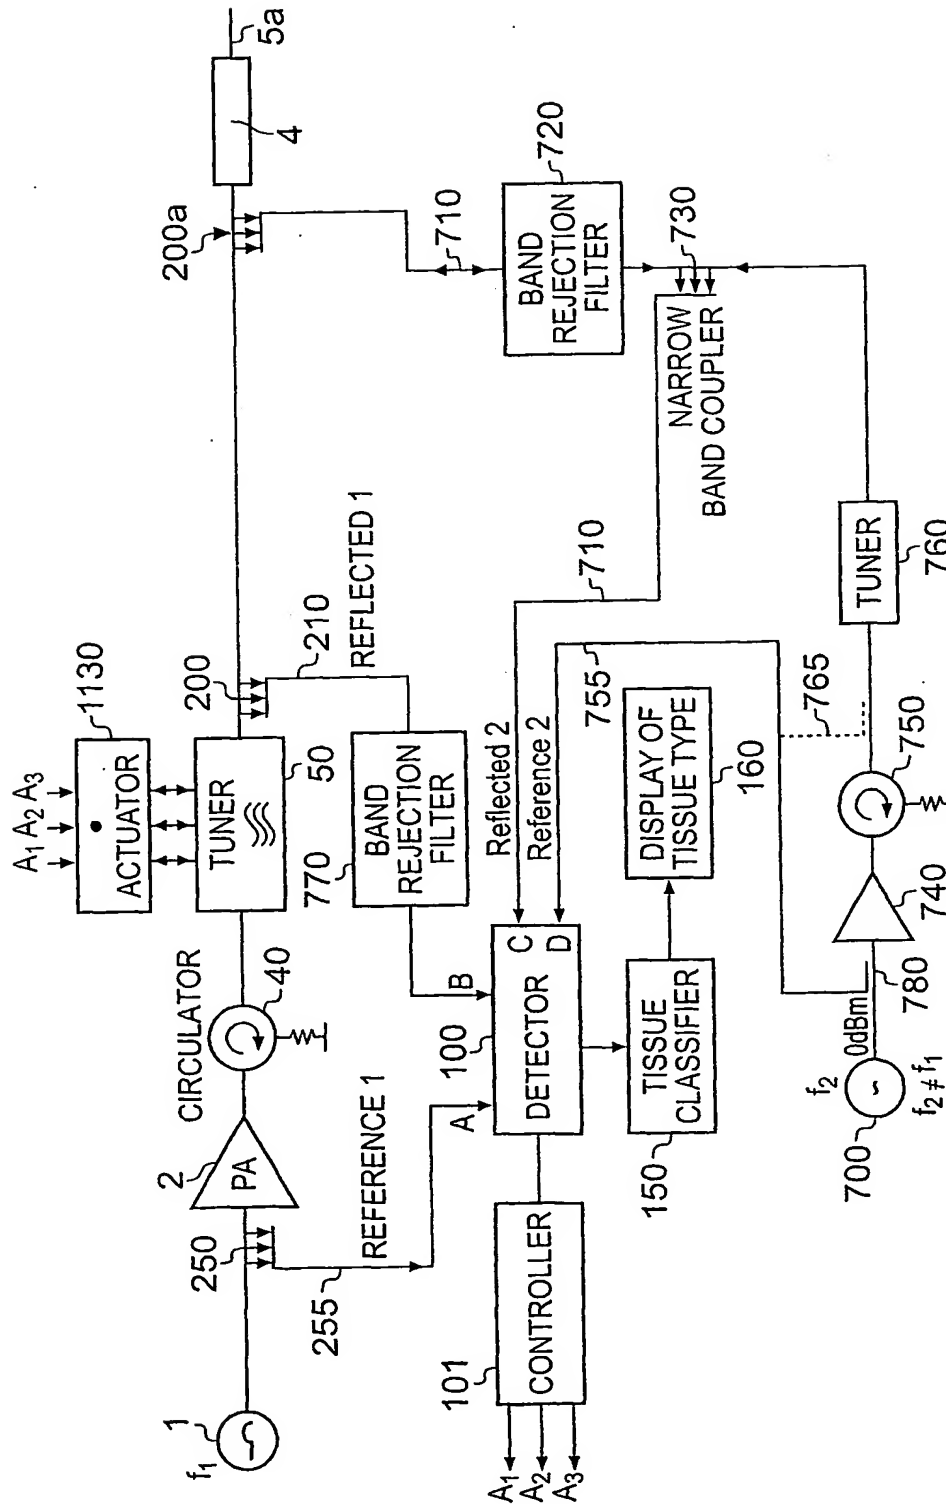 f₁
1
250
2
PA
CIRCULATOR
40
A₁ A₂ A₃
ACTUATOR
1130
TUNER
50
200
200a
4
5a
255
REFERENCE 1
770
BAND
REJECTION
FILTER
210
REFLECTED 1
710
BAND
REJECTION
FILTER
720
730
NARROW
BAND COUPLER
A₁
A₂
A₃
101
CONTROLLER
A
B
C
D
100
DETECTOR
Reflected 2
Reference 2
710
755
150
TISSUE
CLASSIFIER
DISPLAY OF
TISSUE TYPE
160
765
700
f₂
f₂ ≠ f₁
0dBm
780
740
750
TUNER
760